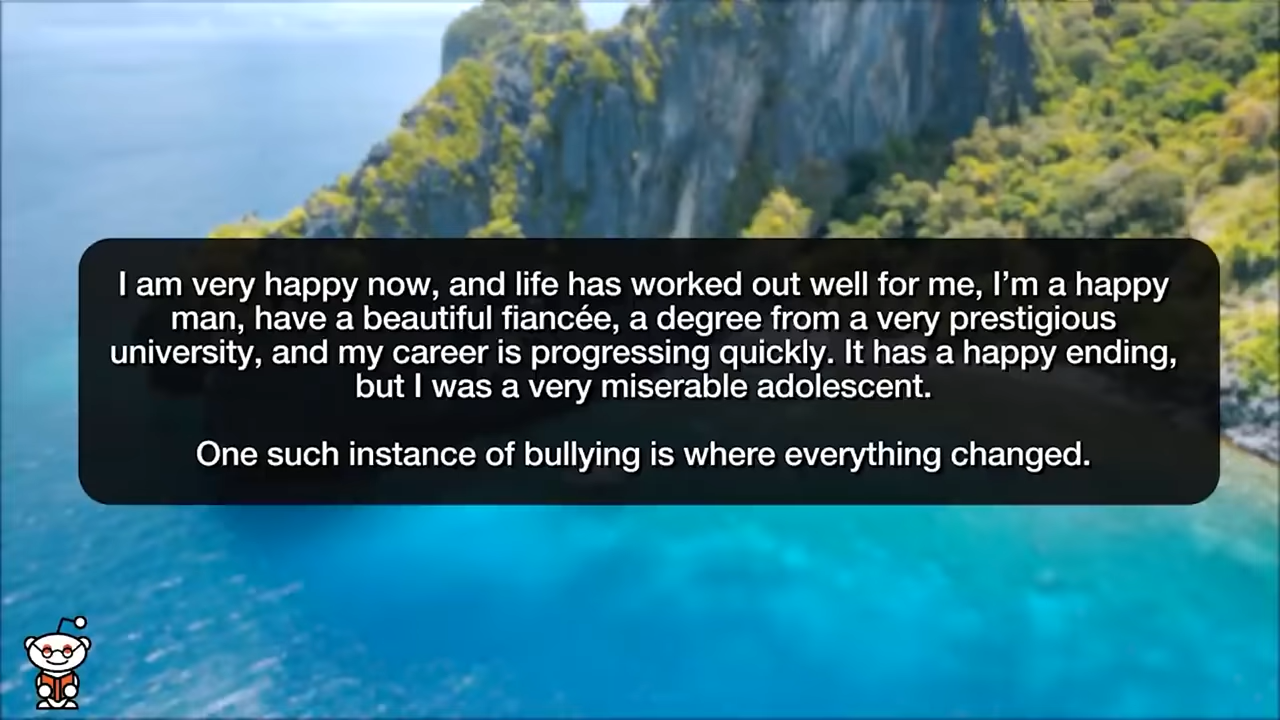 I am very happy now, and life has worked out well for me, I’m a happy
man, have a beautiful fiancée, a degree from a very prestigious
university, and my career is progressing quickly. It has a happy ending,
but I was a very miserable adolescent.
One such instance of bullying is where everything changed.